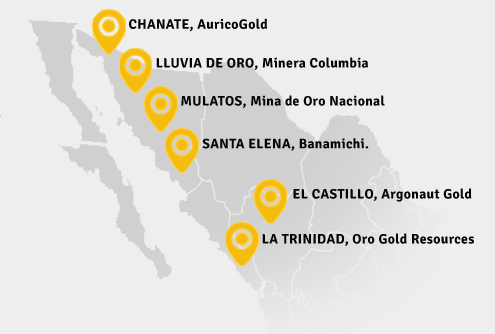 CHANATE, AuricoGold
LLUVIA DE ORO, Minera Columbia
MULATOS, Mina de Oro Nacional
SANTA ELENA, Banamichi.
EL CASTILLO, Argonaut Gold
LA TRINIDAD, Oro Gold Resources